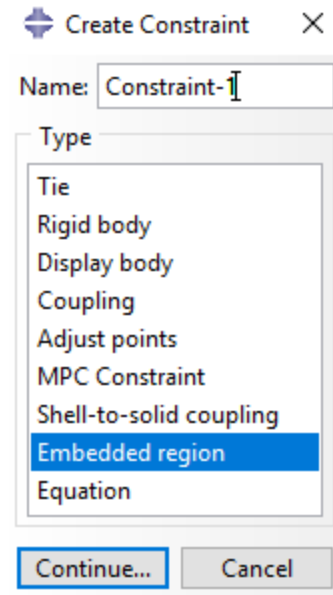 Create Constraint
Name: Constraint-1
Type
Tie
Rigid body
Display body
Coupling
Adjust points
MPC Constraint
Shell-to-solid coupling
Embedded region
Equation
Continue... Cancel